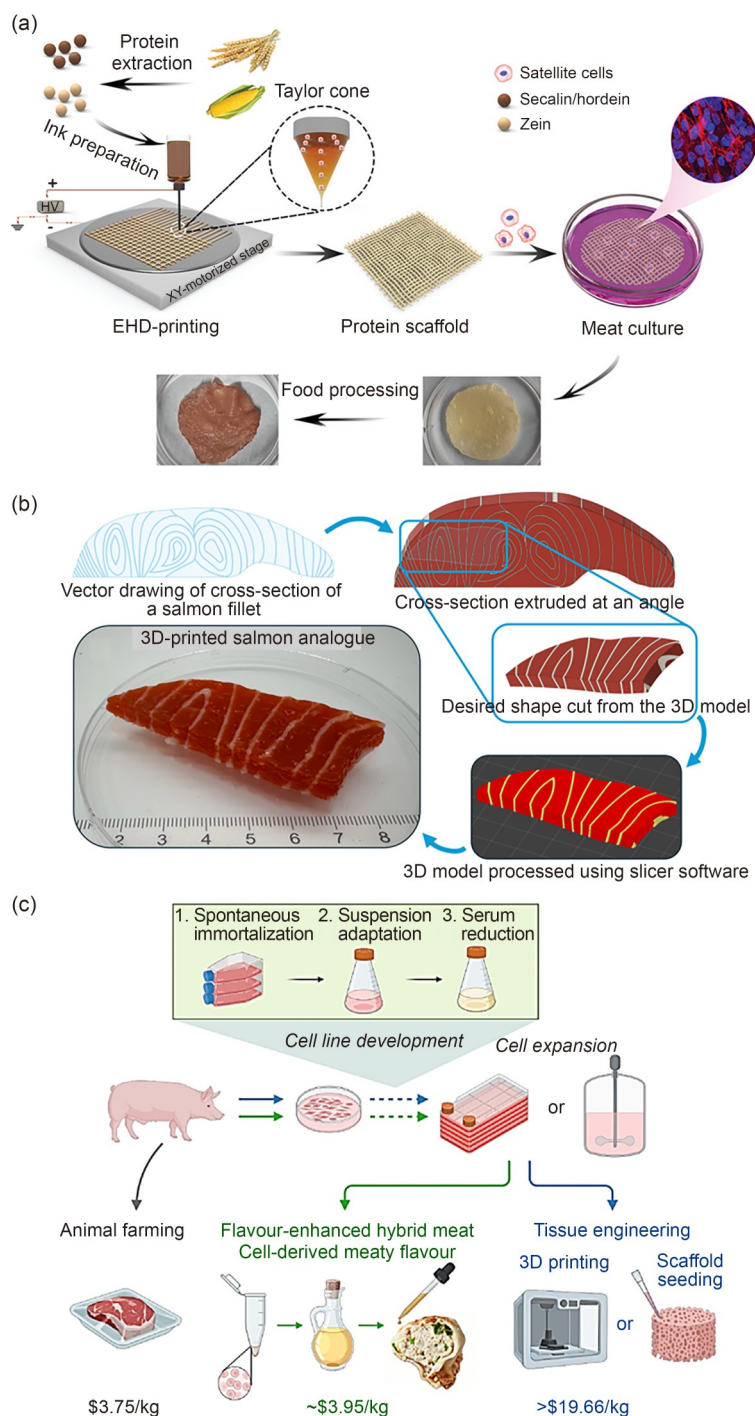 (a)
Protein
extraction
Ink preparation
Taylor cone
Satellite cells
Secalin/hordein
Zein
+
HV
-
XY-motorized stage
EHD-printing
Protein scaffold
Meat culture
Food processing
(b)
Vector drawing of cross-section of
a salmon fillet
Cross-section extruded at an angle
3D-printed salmon analogue
2 3 4 5 6 7 8
Desired shape cut from the 3D model
3D model processed using slicer software
(c)
1. Spontaneous
immortalization
2. Suspension
adaptation
3. Serum
reduction
Cell line development
Cell expansion
or
Animal farming
Flavour-enhanced hybrid meat
Cell-derived meaty flavour
Tissue engineering
3D printing
or
Scaffold
seeding
$3.75/kg
~$3.95/kg
>$19.66/kg